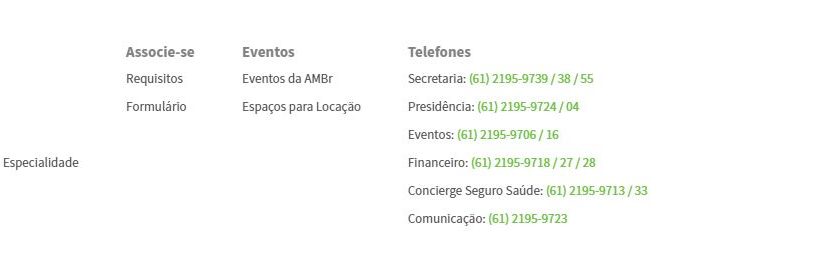 Associe-se
Requisitos
Formulário
Eventos
Eventos da AMBr
Espaços para Locação
Telefones
Secretaria: (61) 2195-9739 / 38 / 55
Presidência: (61) 2195-9724 / 04
Eventos: (61) 2195-9706 / 16
Financeiro: (61) 2195-9718 / 27 / 28
Concierge Seguro Saúde: (61) 2195-9713 / 33
Comunicação: (61) 2195-9723
Especialidade